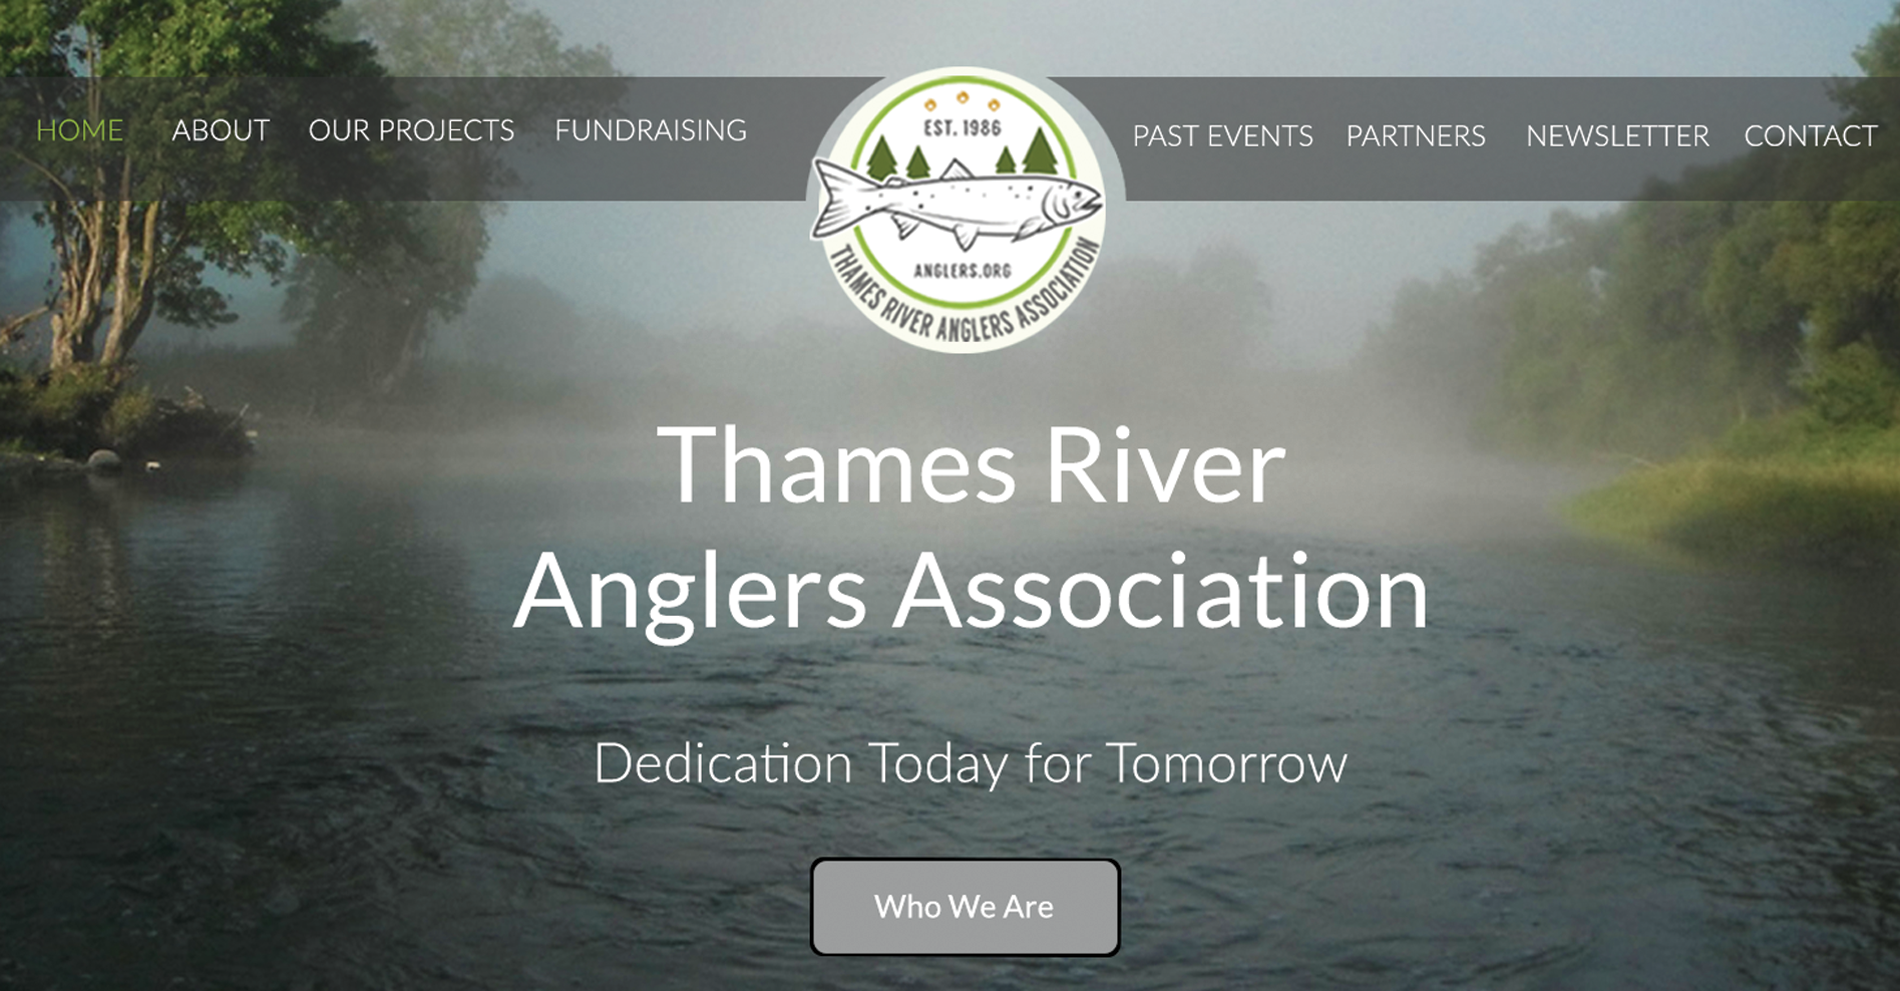 HOME
ABOUT
OUR PROJECTS
FUNDRAISING
EST. 1986
ANGLERS.ORG
THAMES RIVER ANGLERS ASSOCIATION
PAST EVENTS
PARTNERS
NEWSLETTER
CONTACT
Thames River
Anglers Association
Dedication Today for Tomorrow
Who We Are